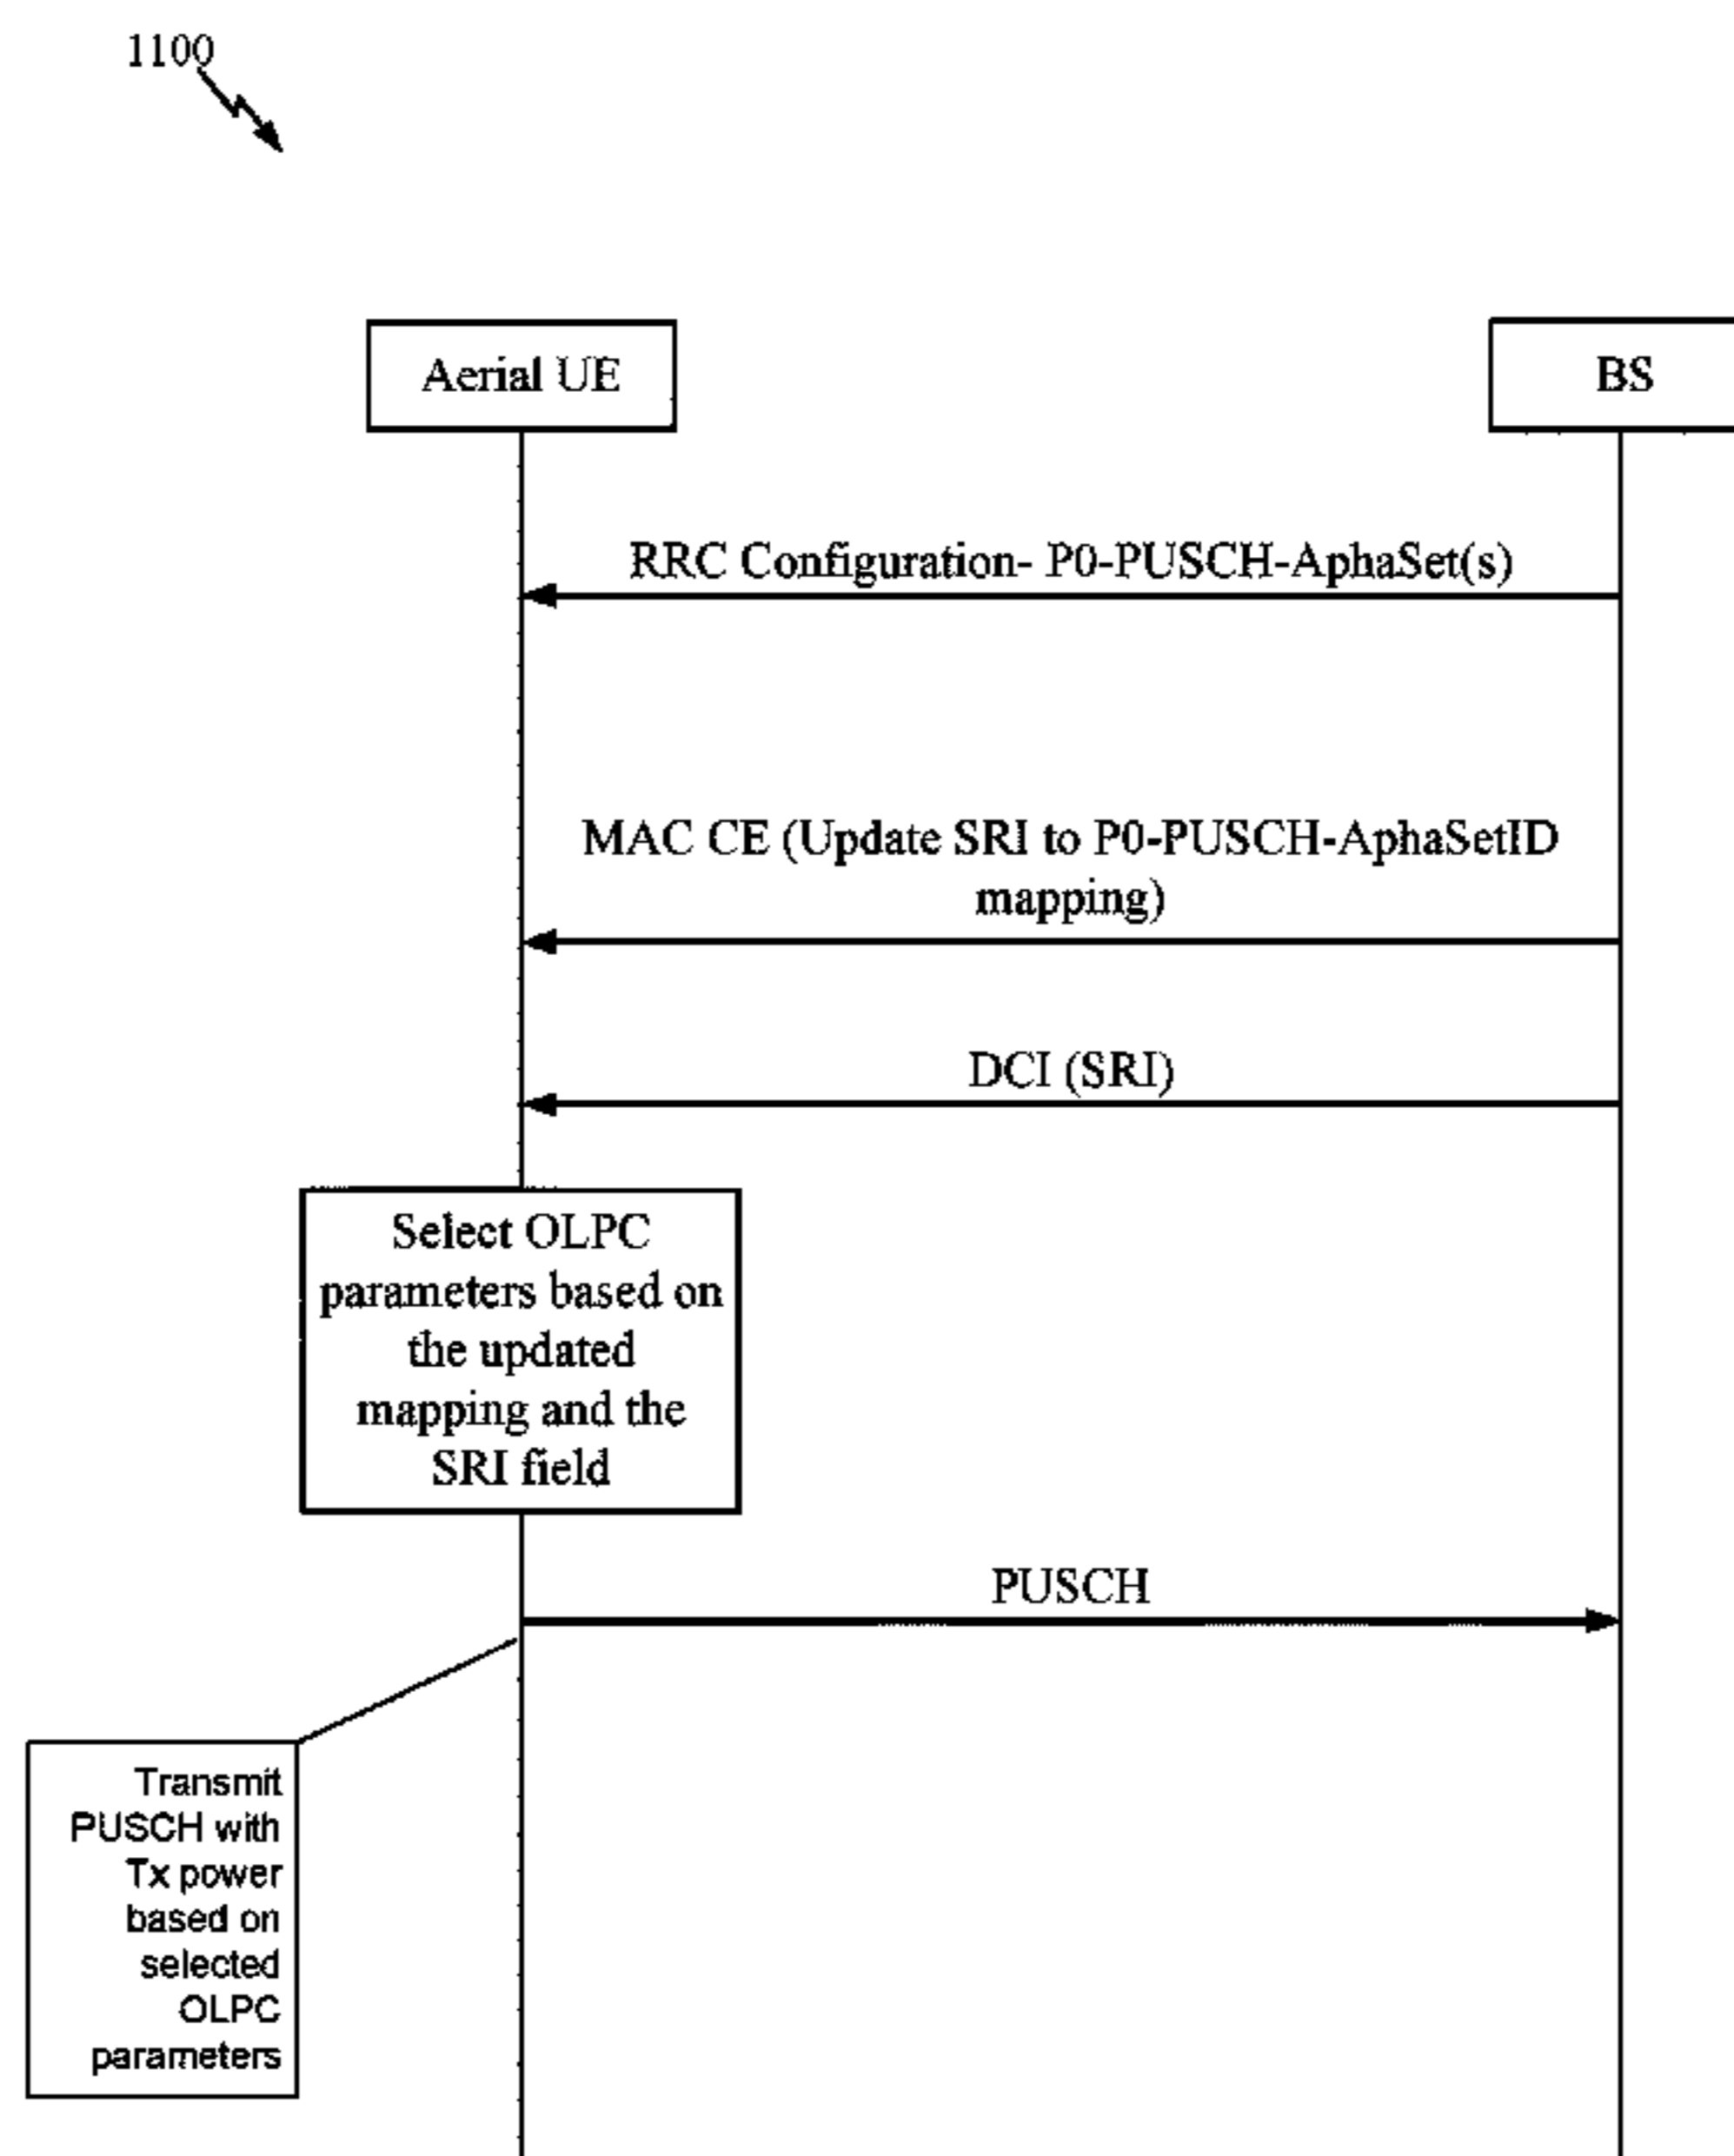 1100
Aerial UE
BS
RRC Configuration- P0-PUSCH-AphaSet(s)
MAC CE (Update SRI to P0-PUSCH-AphaSetID
mapping)
DCI (SRI)
Select OLPC
parameters based on
the updated
mapping and the
SRI field
PUSCH
Transmit
PUSCH with
Tx power
based on
selected
OLPC
parameters